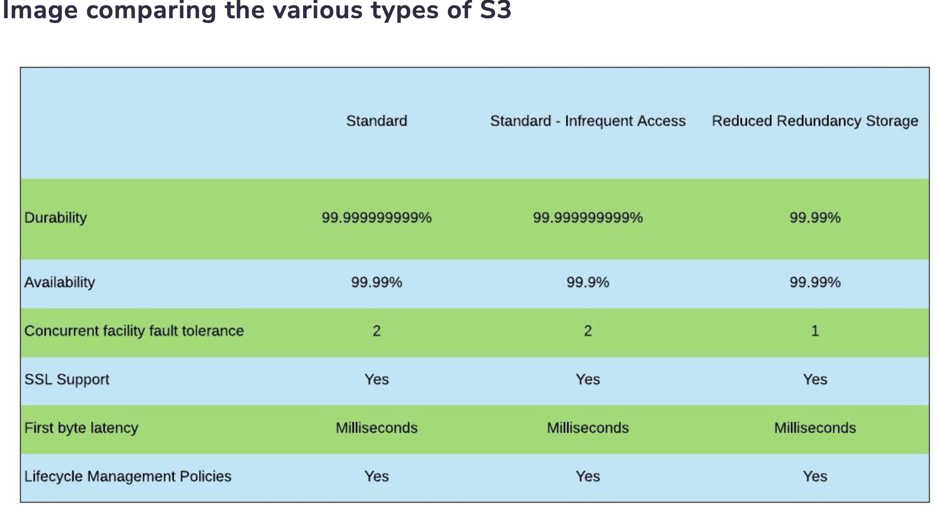 Image comparing the various types of S3
Standard Standard - Infrequent Access Reduced Redundancy Storage
Durability 99.999999999% 99.999999999% 99.99%
Availability 99.99% 99.9% 99.99%
Concurrent facility fault tolerance 2 2 1
SSL Support Yes Yes Yes
First byte latency Milliseconds Milliseconds Milliseconds
Lifecycle Management Policies Yes Yes Yes